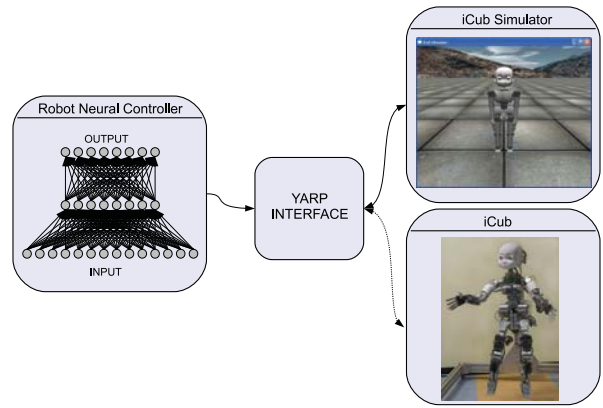 Robot Neural Controller
OUTPUT
INPUT
YARP
INTERFACE
iCub Simulator
iCub